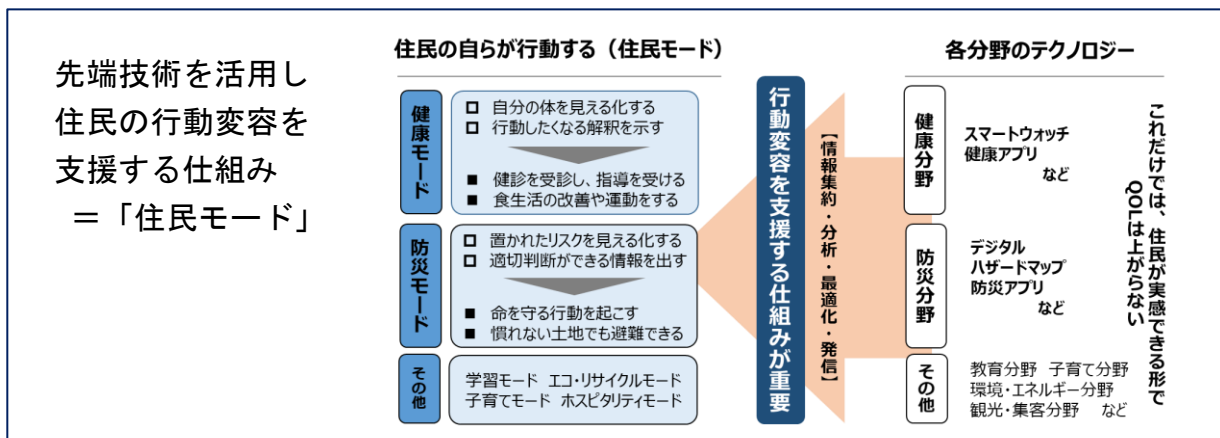 先端技術を活用し
住民の行動変容を
支援する仕組み
＝「住民モード」
住民の自らが行動する（住民モード）
健康モード
□ 自分の体を見える化する
□ 行動したくなる解釈を示す
■ 健診を受診し、指導を受ける
■ 食生活の改善や運動をする
防災モード
□ 置かれたリスクを見える化する
□ 適切判断ができる情報を出す
■ 命を守る行動を起こす
■ 慣れない土地でも避難できる
その他
学習モード エコ・リサイクルモード
子育てモード ホスピタリティモード
行動変容を支援する仕組みが重要
【情報集約・分析・最適化・発信】
各分野のテクノロジー
健康分野
スマートウォッチ
健康アプリ
など
防災分野
デジタル
ハザードマップ
防災アプリ
など
その他
教育分野 子育て分野
環境・エネルギー分野
観光・集客分野 など
これだけでは、住民が実感できる形で
QOLは上がらない